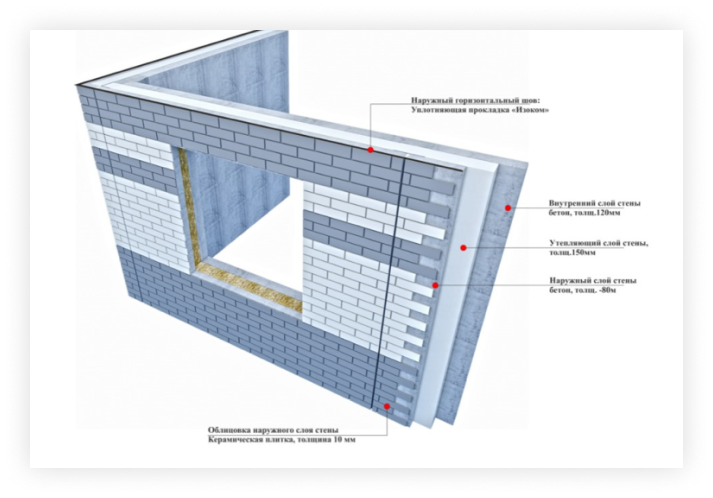 Наружный горизонтальный шов:
Уплотняющая прокладка «Изоком»
Внутренний слой стены
бетон, толщ.120мм
Утепляющий слой стены,
толщ.150мм
Наружный слой стены
бетон, толщ. -80м
Облицовка наружного слоя стены
Керамическая плитка, толщина 10 мм